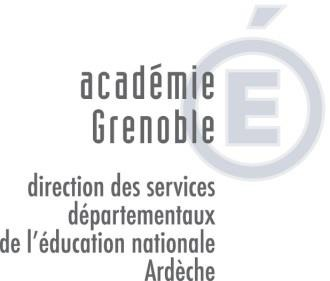 académie
Grenoble
É
direction des services
départementaux
de l'éducation nationale
Ardèche